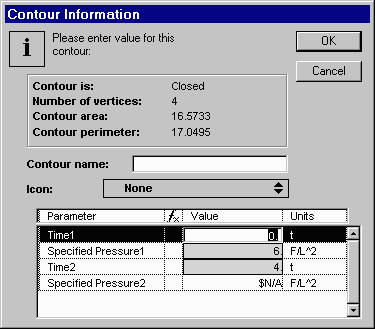 Contour Information
Please enter value for this
contour:
OK
Cancel
Contour is: Closed
Number of vertices: 4
Contour area: 16.5733
Contour perimeter: 17.0495
Contour name:
Icon: None
Parameter fx Value Units
Time1 0 t
Specified Pressure1 6 F/L^2
Time2 4 t
Specified Pressure2 $N/A F/L^2